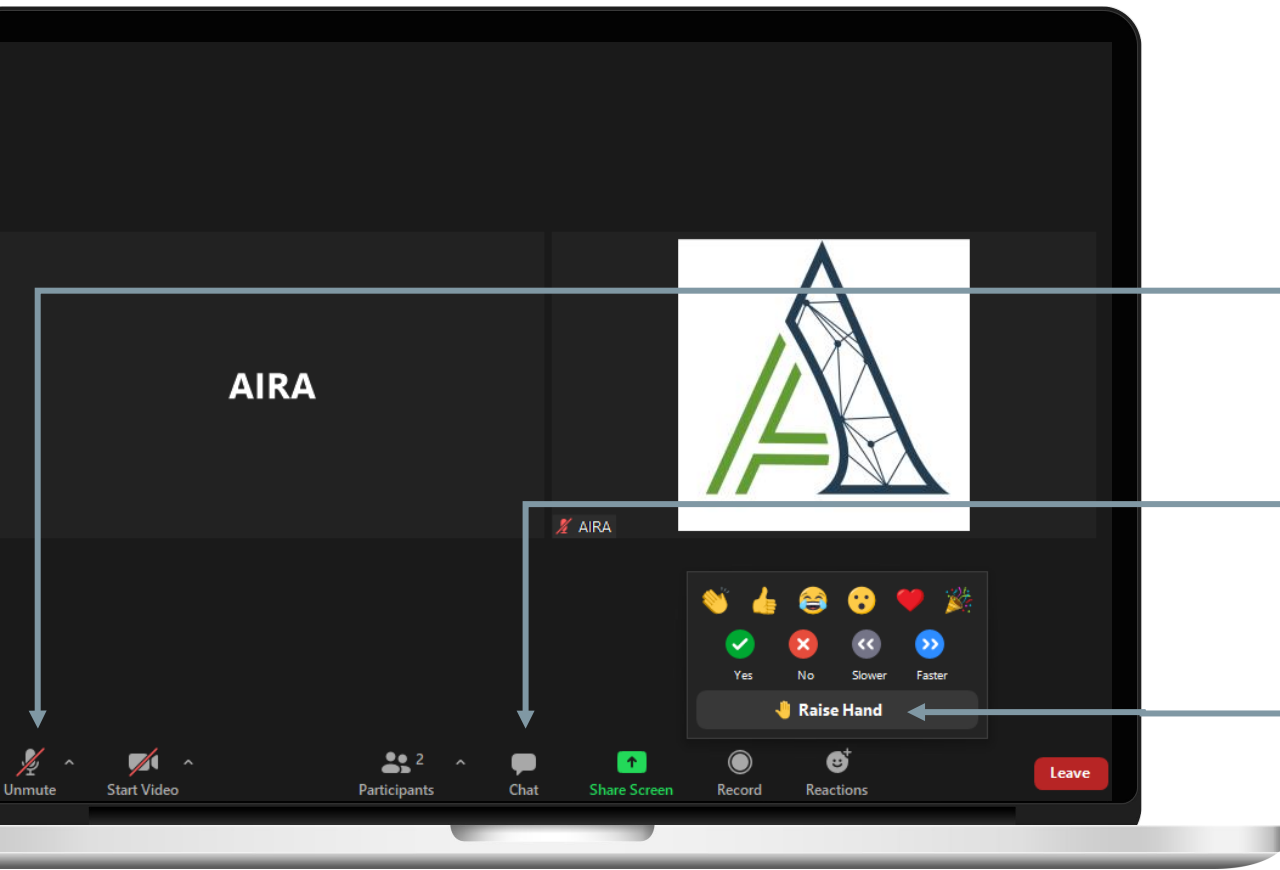 AIRA
AIRA
Yes No Slower Faster
Raise Hand
Unmute Start Video Participants 2 Chat Share Screen Record Reactions Leave